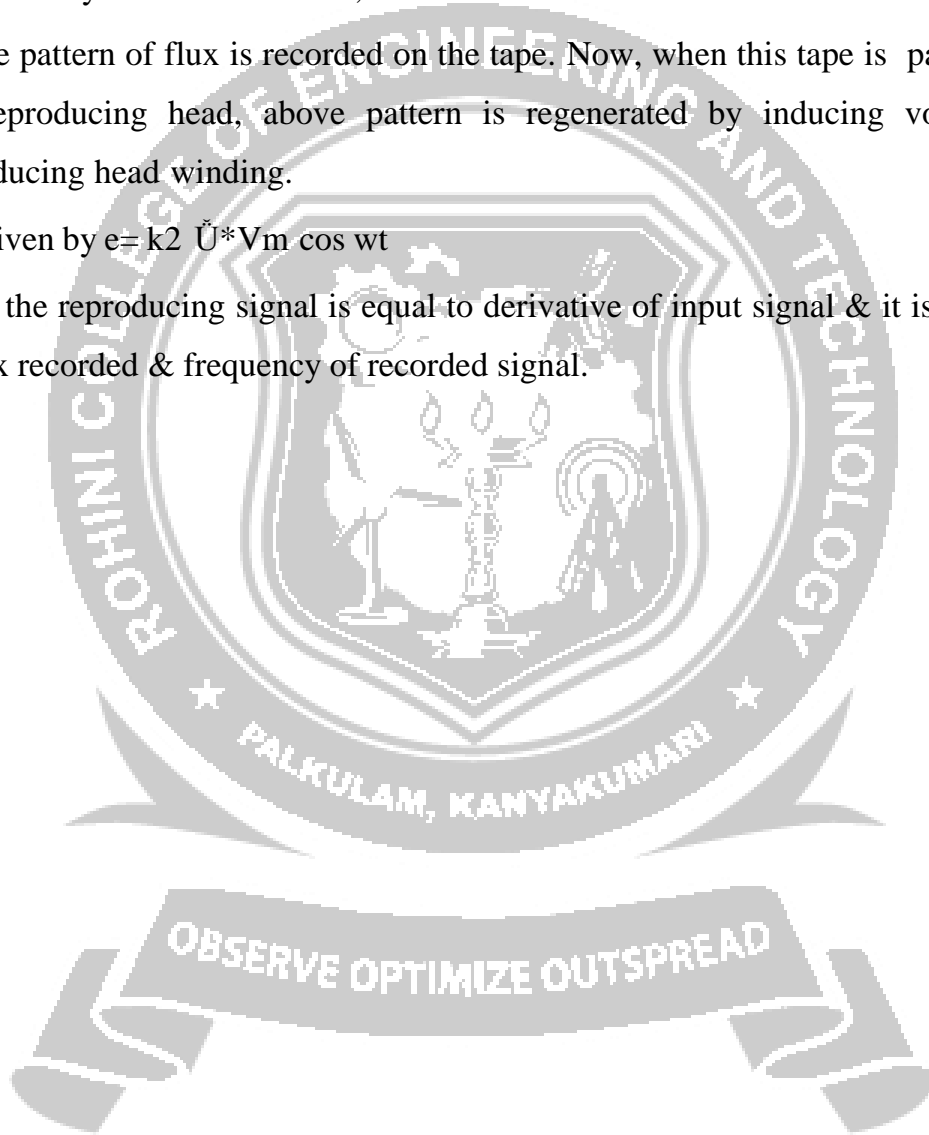 e pattern of flux is recorded on the tape. Now, when this tape is pa
eproducing head, above pattern is regenerated by inducing vo
ducing head winding.
iven by e= k2 Ǔ*Vm cos wt
the reproducing signal is equal to derivative of input signal & it is
x recorded & frequency of recorded signal.
ROHINI COLLEGE OF ENGINEERING AND TECHNOLOGY
PALKULAM, KANYAKUMARI
OBSERVE OPTIMIZE OUTSPREAD